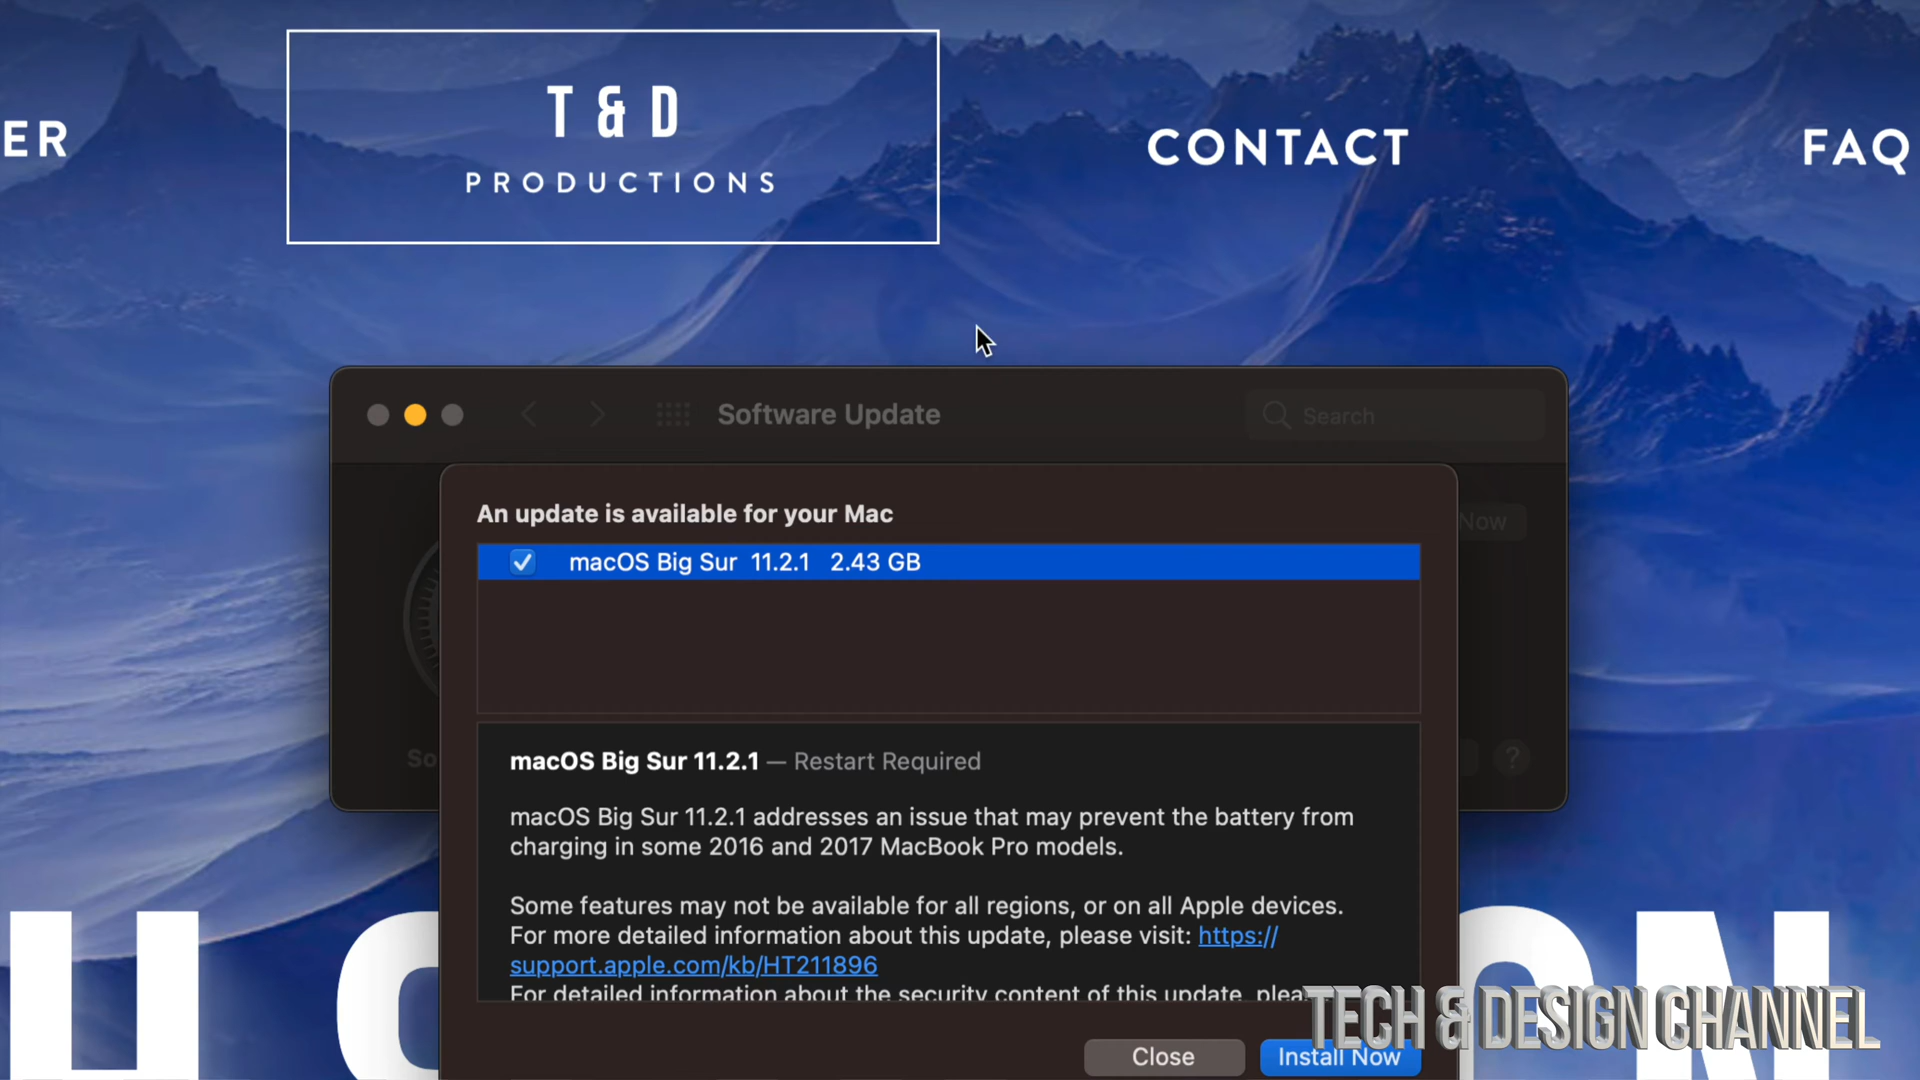 ER
T & D
PRODUCTIONS
CONTACT
FAQ
Software Update
Search
An update is available for your Mac
Now
macOS Big Sur 11.2.1 2.43 GB
So
?
macOS Big Sur 11.2.1 — Restart Required
macOS Big Sur 11.2.1 addresses an issue that may prevent the battery from
charging in some 2016 and 2017 MacBook Pro models.
Some features may not be available for all regions, or on all Apple devices.
For more detailed information about this update, please visit: https://
support.apple.com/kb/HT211896
For detailed information about the security content of this update, plea
ON
TECH & DESIGN CHANNEL
Close
Install Now